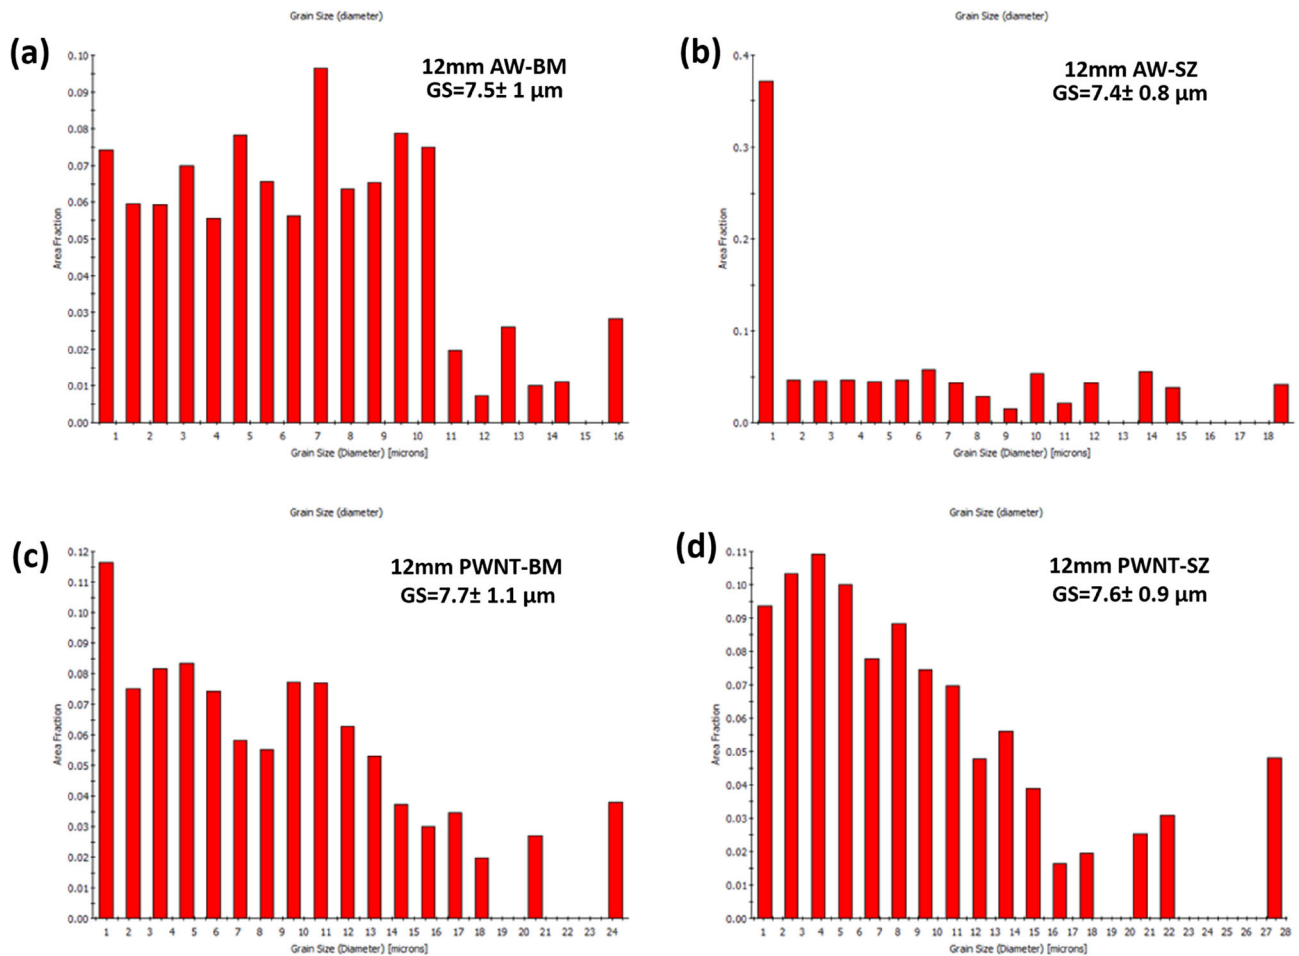 Grain Size (diameter)
(a)
12mm AW-BM
GS=7.5± 1 µm
0.10
0.09
0.08
0.07
0.06
0.05
0.04
0.03
0.02
0.01
0.00
Area Fraction
1 2 3 4 5 6 7 8 9 10 11 12 13 14 15 16
Grain Size (Diameter) [microns]
Grain Size (diameter)
(b)
12mm AW-SZ
GS=7.4± 0.8 µm
0.4
0.3
0.2
0.1
0.0
Area Fraction
1 2 3 4 5 6 7 8 9 10 11 12 13 14 15 16 17 18
Grain Size (Diameter) [microns]
Grain Size (diameter)
(c)
12mm PWNT-BM
GS=7.7± 1.1 µm
0.12
0.11
0.10
0.09
0.08
0.07
0.06
0.05
0.04
0.03
0.02
0.01
0.00
Area Fraction
1 2 3 4 5 6 7 8 9 10 11 12 13 14 15 16 17 18 19 20 21 22 23 24
Grain Size (Diameter) [microns]
Grain Size (diameter)
(d)
12mm PWNT-SZ
GS=7.6± 0.9 µm
0.11
0.10
0.09
0.08
0.07
0.06
0.05
0.04
0.03
0.02
0.01
0.00
Area Fraction
1 2 3 4 5 6 7 8 9 10 11 12 13 14 15 16 17 18 19 20 21 22 23 24 25 26 27 28
Grain Size (Diameter) [microns]